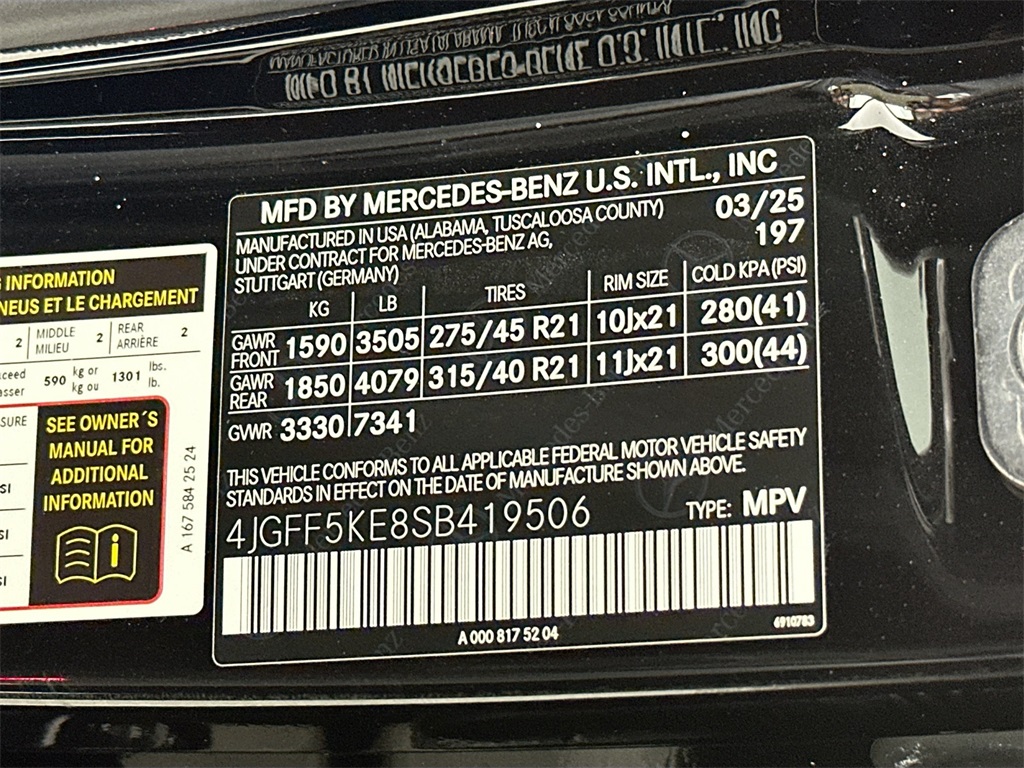 MFD BY MERCEDES-BENZ U.S. INTL., INC
MANUFACTURED IN USA (ALABAMA, TUSCALOOSA COUNTY)
03/25
UNDER CONTRACT FOR MERCEDES-BENZ AG,
197
STUTTGART (GERMANY)
KG LB TIRES RIM SIZE COLD KPA(PSI)
GAWR FRONT 1590 3505 275/45 R21 10Jx21 280(41)
GAWR REAR 1850 4079 315/40 R21 11Jx21 300(44)
GVWR 3330 7341
THIS VEHICLE CONFORMS TO ALL APPLICABLE FEDERAL MOTOR VEHICLE SAFETY
STANDARDS IN EFFECT ON THE DATE OF MANUFACTURE SHOWN ABOVE.
4JGFF5KE8SB419506
TYPE: MPV
A 000 817 52 04
6910783
INFORMATION
NEUS ET LE CHARGEMENT
2 MIDDLE 2 REAR 2
MILIEU ARRIÈRE
590 kg or 1301 lbs.
kg ou lb.
SEE OWNER´S
MANUAL FOR
ADDITIONAL
INFORMATION
A 167 584 25 24